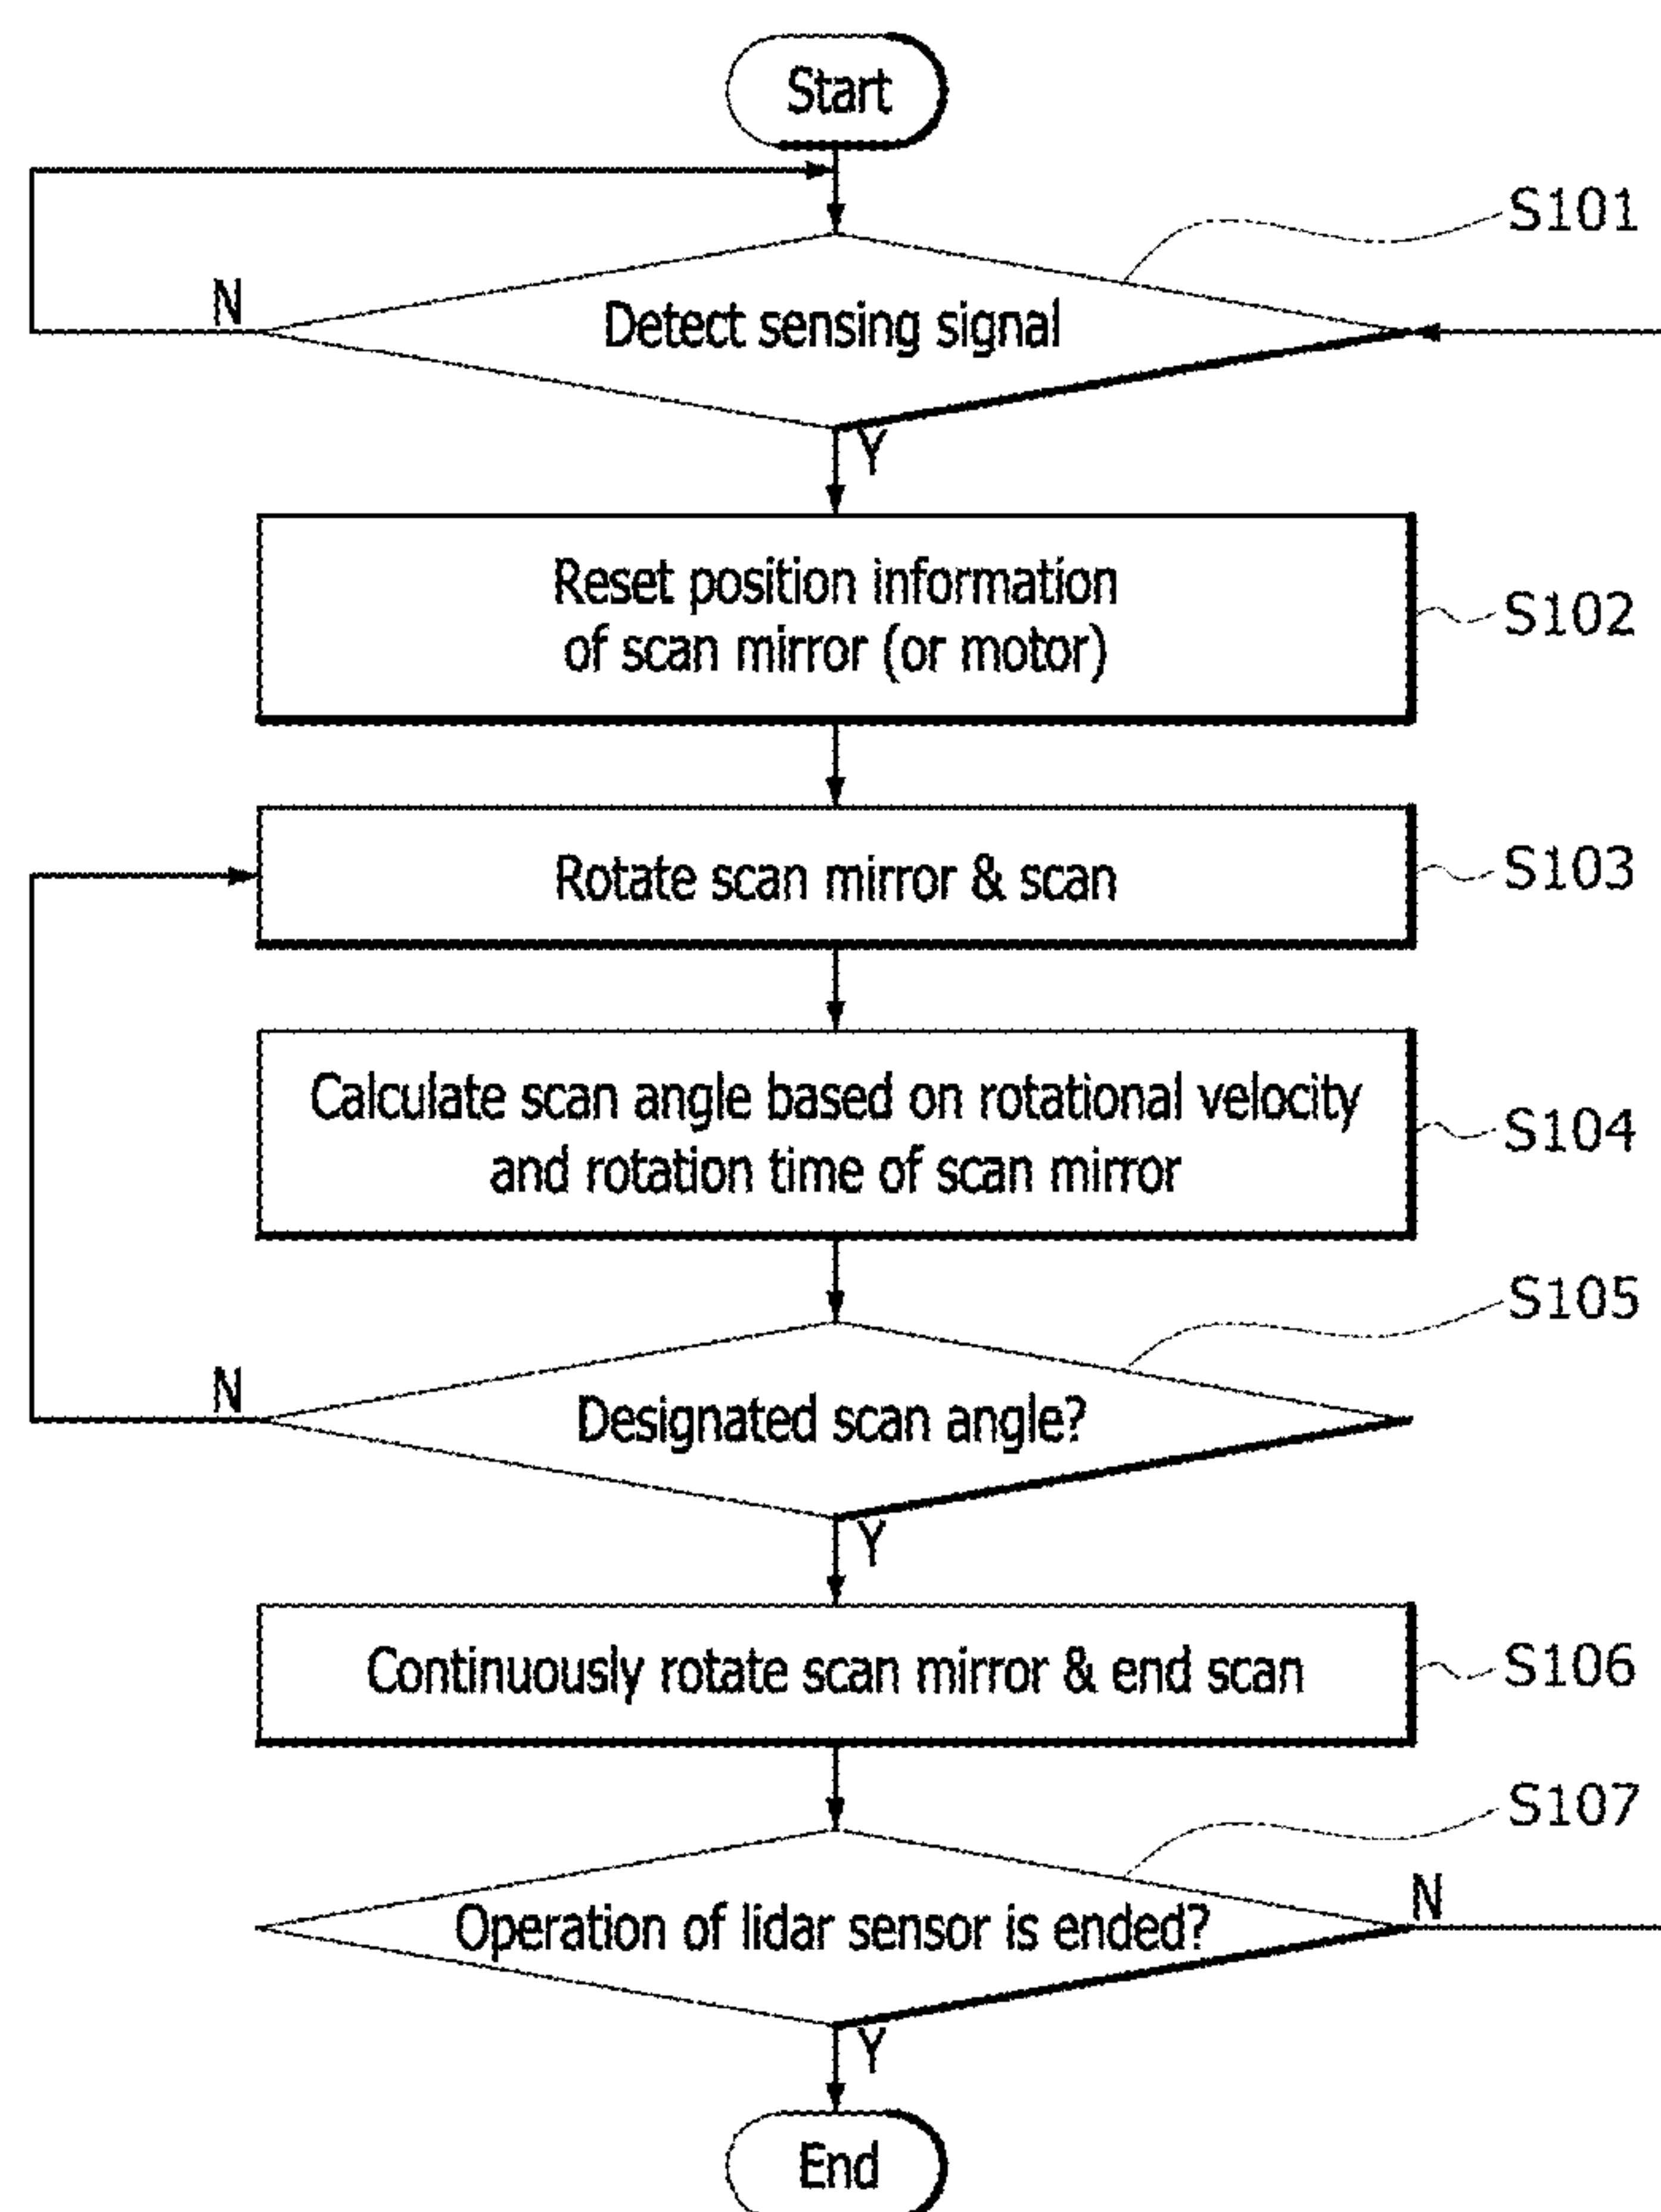 Start
S101
N
Detect sensing signal
Y
Reset position information
of scan mirror (or motor)
S102
Rotate scan mirror & scan
S103
Calculate scan angle based on rotational velocity
and rotation time of scan mirror
S104
S105
N
Designated scan angle?
Y
Continuously rotate scan mirror & end scan
S106
S107
N
Operation of lidar sensor is ended?
Y
End